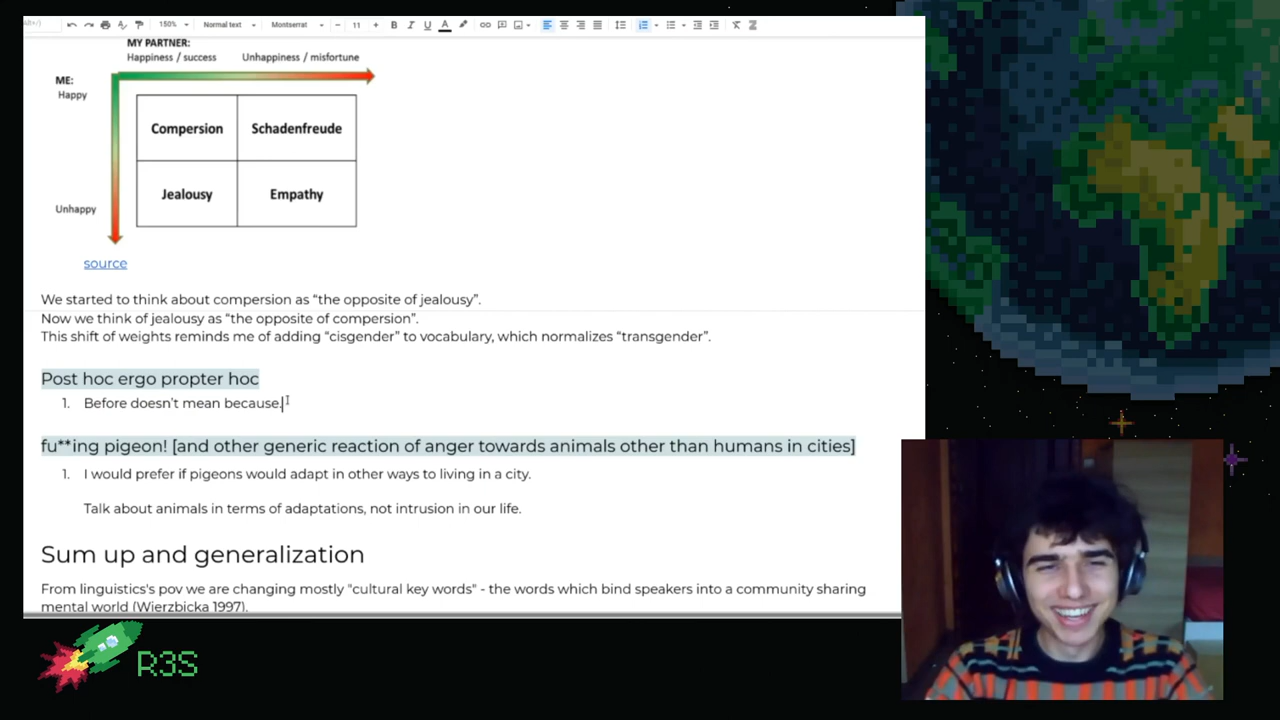 150%
Normal text
Montserrat
11
B I U A
MY PARTNER:
Happiness / success Unhappiness / misfortune
ME:
Happy
Compersion Schadenfreude
Jealousy Empathy
Unhappy
source
We started to think about compersion as “the opposite of jealousy”.
Now we think of jealousy as “the opposite of compersion”.
This shift of weights reminds me of adding “cisgender” to vocabulary, which normalizes “transgender”.
Post hoc ergo propter hoc
1. Before doesn't mean because.
fu**ing pigeon! [and other generic reaction of anger towards animals other than humans in cities]
1. I would prefer if pigeons would adapt in other ways to living in a city.
Talk about animals in terms of adaptations, not intrusion in our life.
Sum up and generalization
From linguistics's pov we are changing mostly "cultural key words" - the words which bind speakers into a community sharing
mental world (Wierzbicka 1997).
R3S